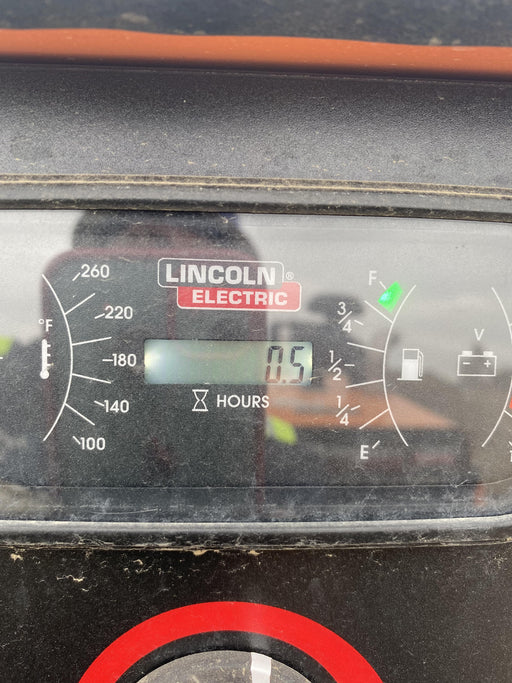 260
220
°F
180
140
100
LINCOLN®
ELECTRIC
0.5
HOURS
F
3/4
1/2
1/4
E
V
- +